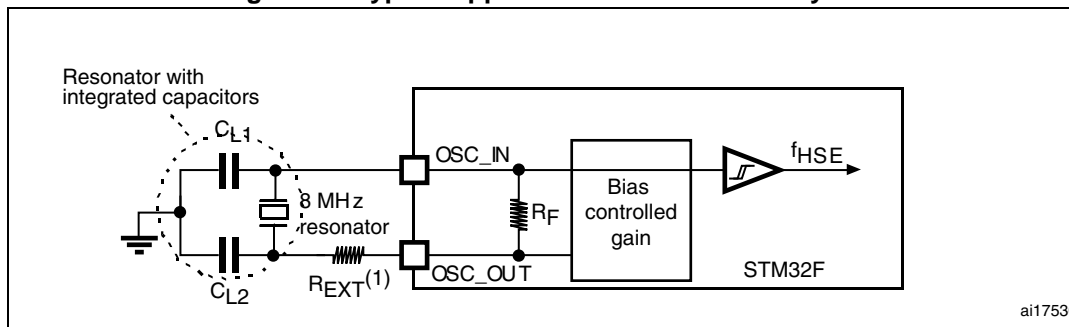 Resonator with
integrated capacitors
CL1
OSC_IN
fHSE
8 MHz
resonator
RF
Bias
controlled
gain
OSC_OUT
STM32F
REXT(1)
CL2
ai1753